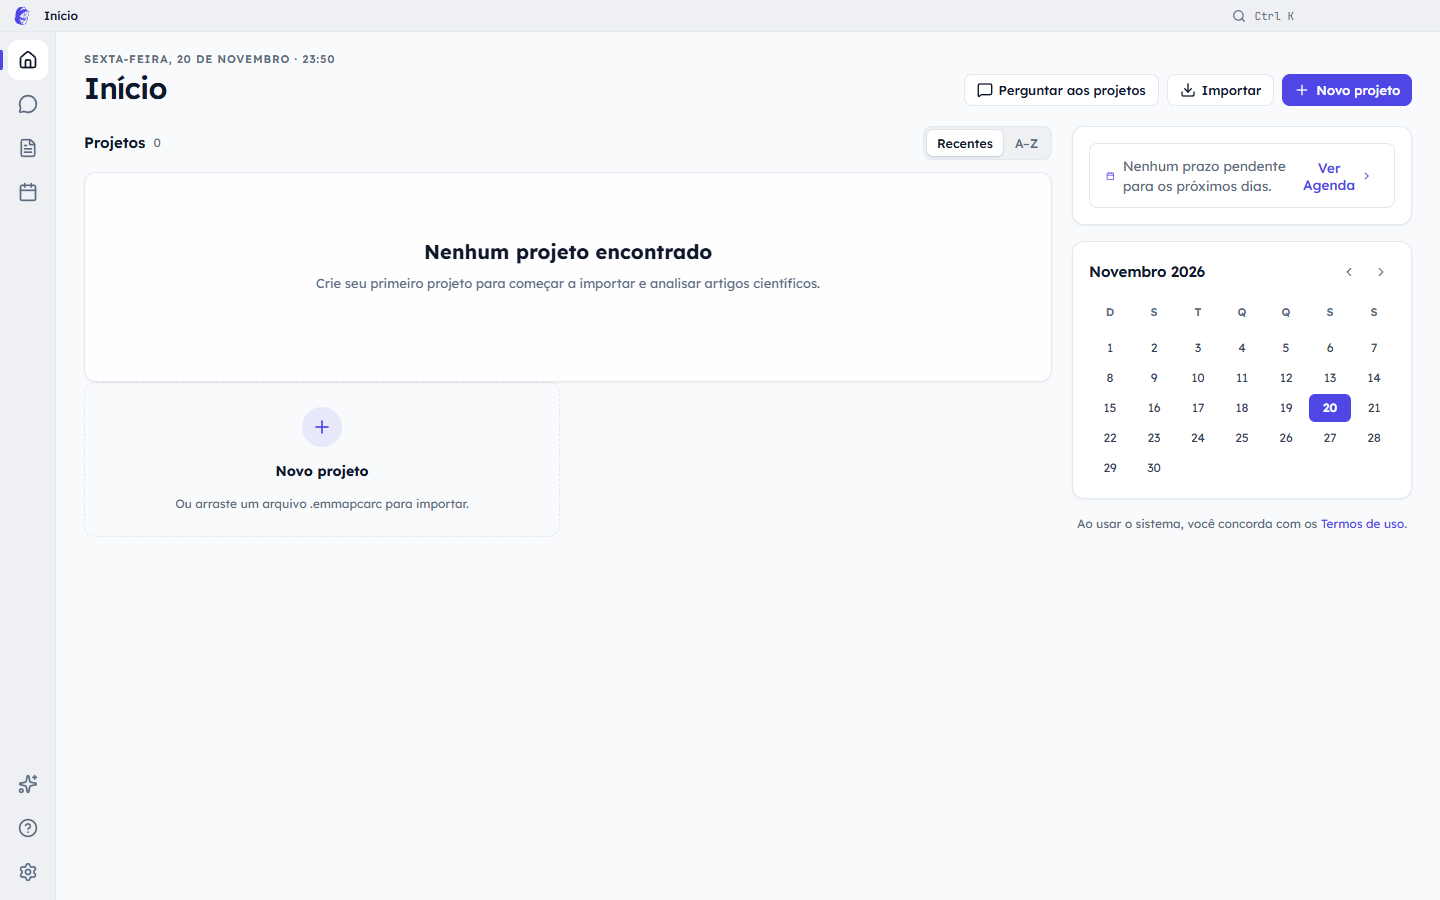 Início
Ctrl K
SEXTA-FEIRA, 20 DE NOVEMBRO · 23:50
Início
Perguntar aos projetos
Importar
Novo projeto
Projetos 0
Recentes
A–Z
Nenhum projeto encontrado
Crie seu primeiro projeto para começar a importar e analisar artigos científicos.
Novo projeto
Ou arraste um arquivo .emmapcarc para importar.
Nenhum prazo pendente
para os próximos dias.
Ver
Agenda
Novembro 2026
D S T Q Q S S
1 2 3 4 5 6 7
8 9 10 11 12 13 14
15 16 17 18 19 20 21
22 23 24 25 26 27 28
29 30
Ao usar o sistema, você concorda com os Termos de uso.